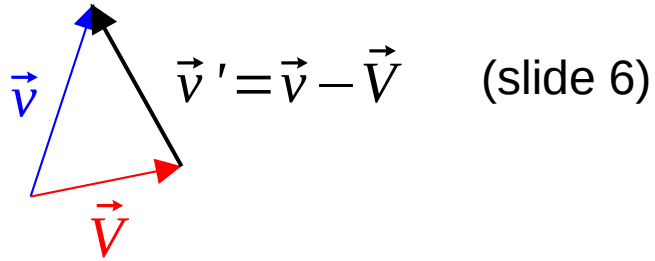 v⃗
v⃗ ′ = v⃗ − V⃗ (slide 6)
V⃗